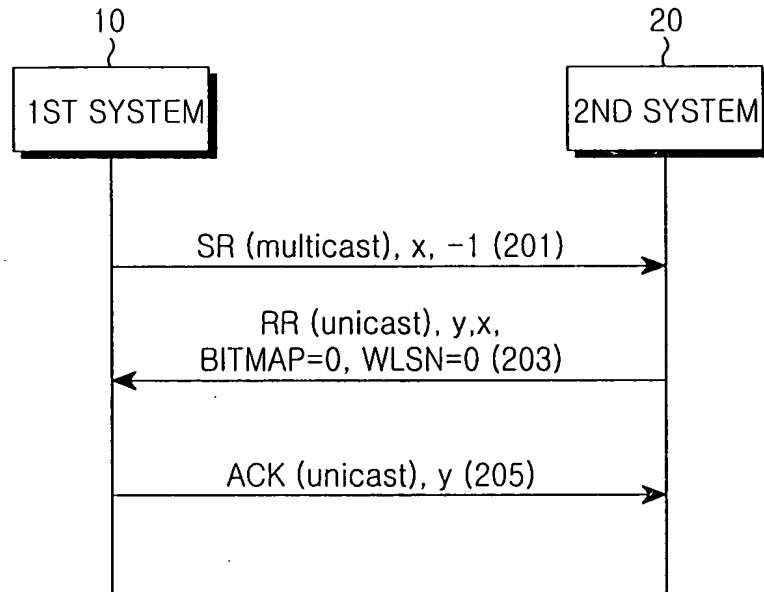 10
20
1ST SYSTEM
2ND SYSTEM
SR (multicast), x, -1 (201)
RR (unicast), y,x,
BITMAP=0, WLSN=0 (203)
ACK (unicast), y (205)